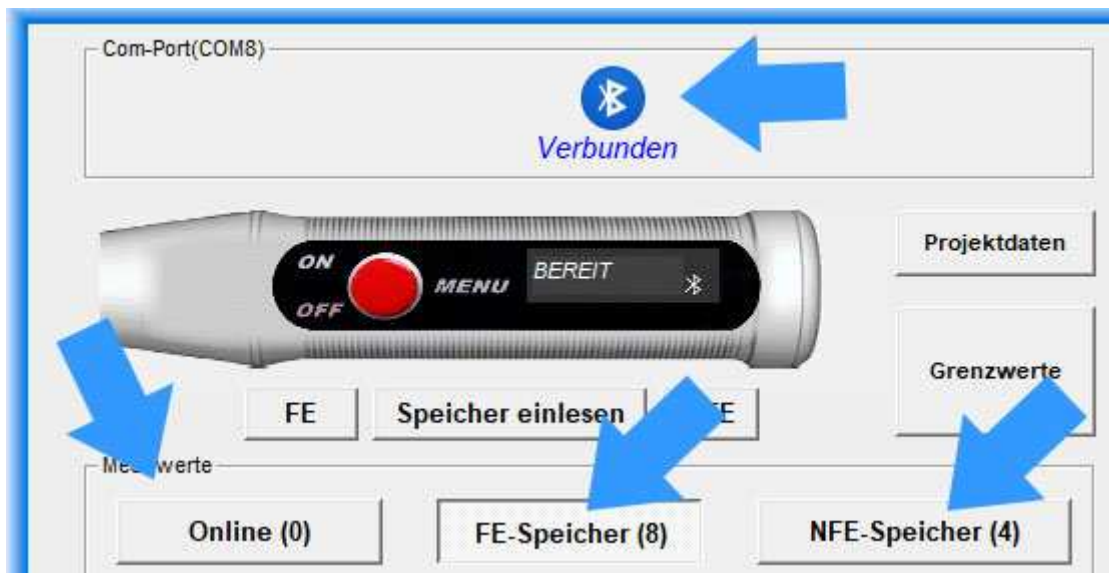 Com-Port(COM8)
Verbunden
ON
OFF
MENU
BEREIT
Projektdaten
Grenzwerte
FE
Speicher einlesen
Online (0)
FE-Speicher (8)
NFE-Speicher (4)